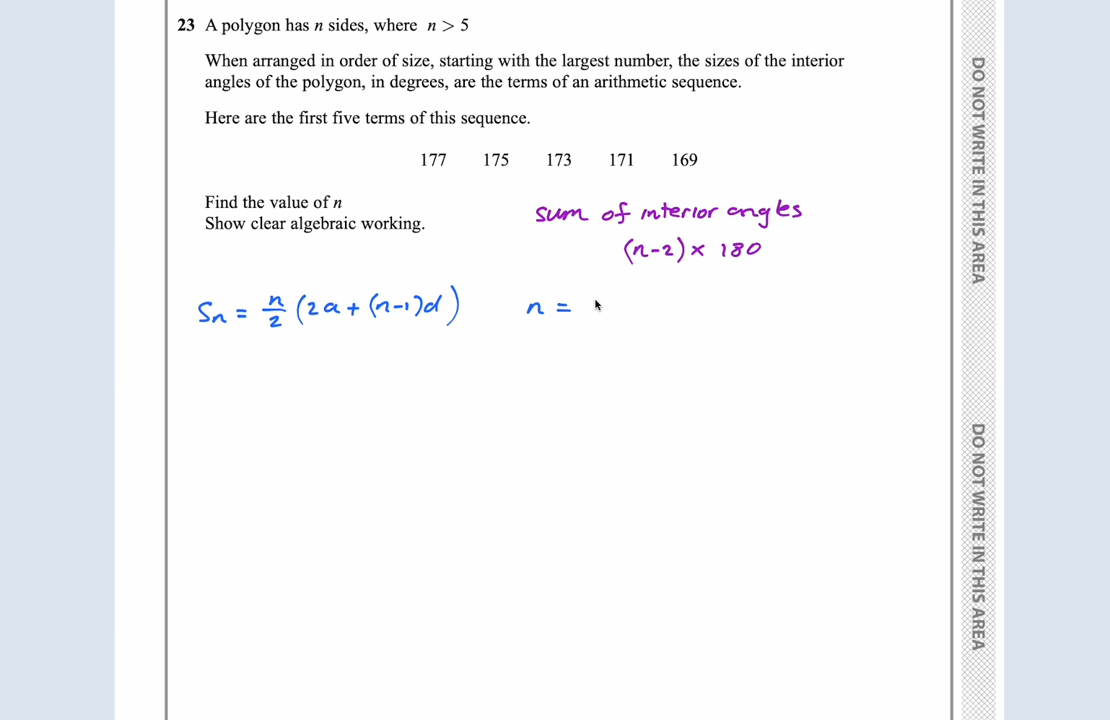 23 A polygon has n sides, where n > 5
When arranged in order of size, starting with the largest number, the sizes of the interior
angles of the polygon, in degrees, are the terms of an arithmetic sequence.
Here are the first five terms of this sequence.
177 175 173 171 169
Find the value of n
Show clear algebraic working.
sum of interior angles
(n-2) × 180
Sn = n/2 (2a + (n-1)d)
n =
DO NOT WRITE IN THIS AREA
DO NOT WRITE IN THIS AREA